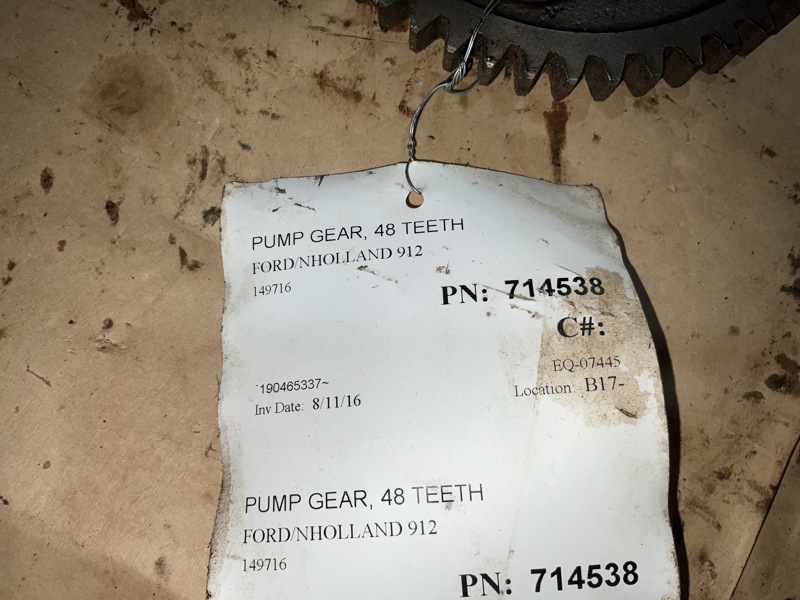 PUMP GEAR, 48 TEETH
FORD/NHOLLAND 912
149716
PN: 714538
C#:
EQ-07445
Location: B17-
`190465337~
Inv Date: 8/11/16
PUMP GEAR, 48 TEETH
FORD/NHOLLAND 912
149716
PN: 714538